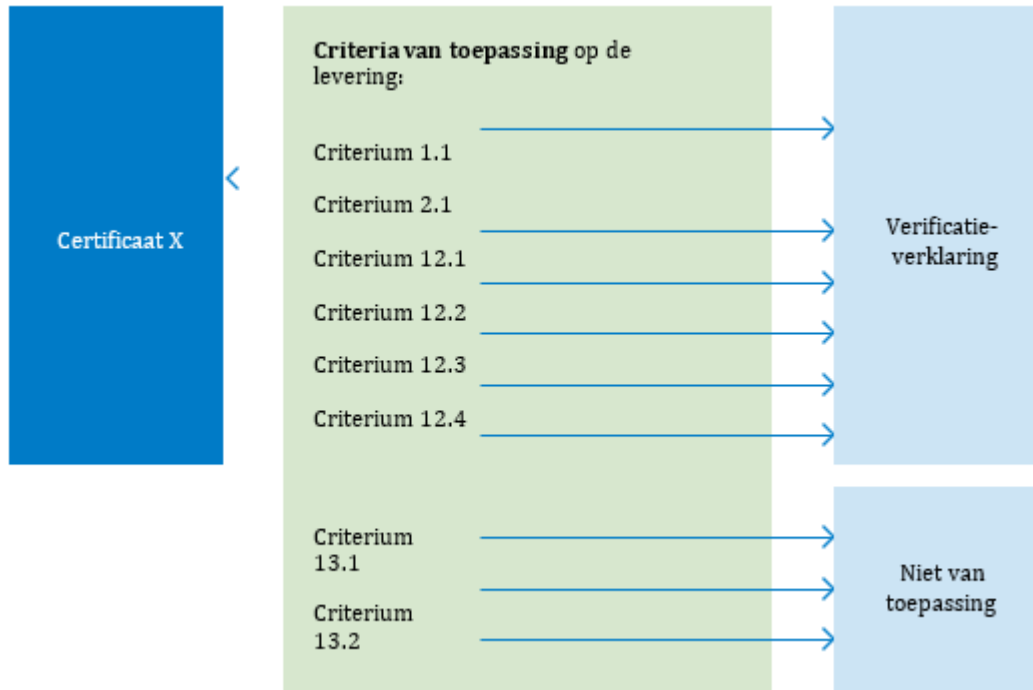 Certificaat X
Criteria van toepassing op de
levering:
Criterium 1.1
Criterium 2.1
Criterium 12.1
Criterium 12.2
Criterium 12.3
Criterium 12.4
Criterium
13.1
Criterium
13.2
Verificatie-
verklaring
Niet van
toepassing